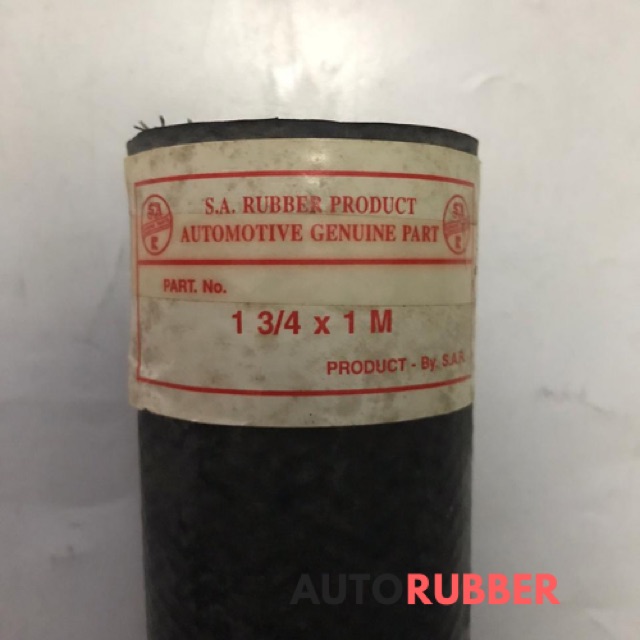 S.A. RUBBER PRODUCT
AUTOMOTIVE GENUINE PART
PART. No.
1 3/4 x 1 M
PRODUCT - By. S.A.R.
AUTORUBBER